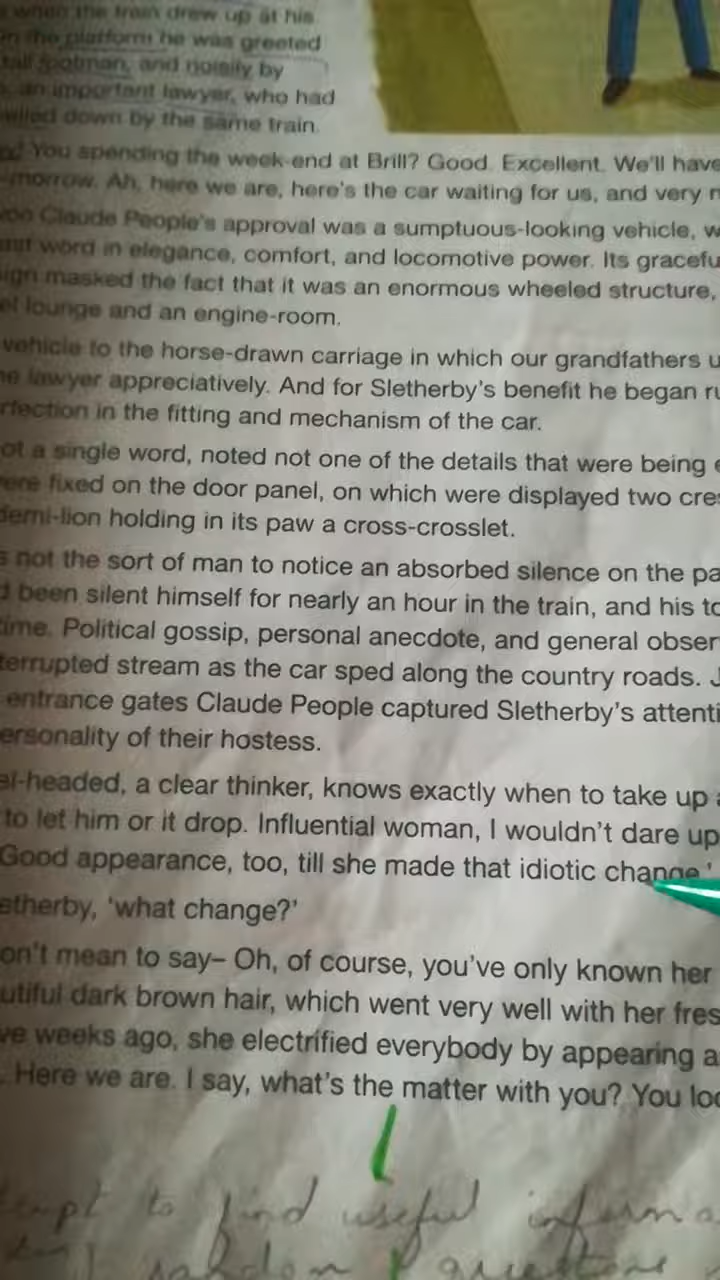 when the train drew up at his
on the platform he was greeted
tall footman, and noisily by
an important lawyer, who had
down by the same train.
You spending the week-end at Brill? Good. Excellent. We'll have
morrow. Ah, here we are, here's the car waiting for us, and very
Claude People's approval was a sumptuous-looking vehicle, w
word in elegance, comfort, and locomotive power. Its gracefu
ign masked the fact that it was an enormous wheeled structure,
lounge and an engine-room.
vehicle to the horse-drawn carriage in which our grandfathers u
lawyer appreciatively. And for Sletherby's benefit he began ru
rfection in the fitting and mechanism of the car.
ot a single word, noted not one of the details that were being e
ere fixed on the door panel, on which were displayed two cres
demi-lion holding in its paw a cross-crosslet.
s not the sort of man to notice an absorbed silence on the pa
d been silent himself for nearly an hour in the train, and his to
time. Political gossip, personal anecdote, and general obser
terrupted stream as the car sped along the country roads. J
entrance gates Claude People captured Sletherby's attenti
ersonality of their hostess.
el-headed, a clear thinker, knows exactly when to take up a
to let him or it drop. Influential woman, I wouldn't dare up
Good appearance, too, till she made that idiotic change.'
etherby, 'what change?'
on't mean to say– Oh, of course, you've only known her
utiful dark brown hair, which went very well with her fres
ve weeks ago, she electrified everybody by appearing a
. Here we are. I say, what's the matter with you? You loo
to find useful informa